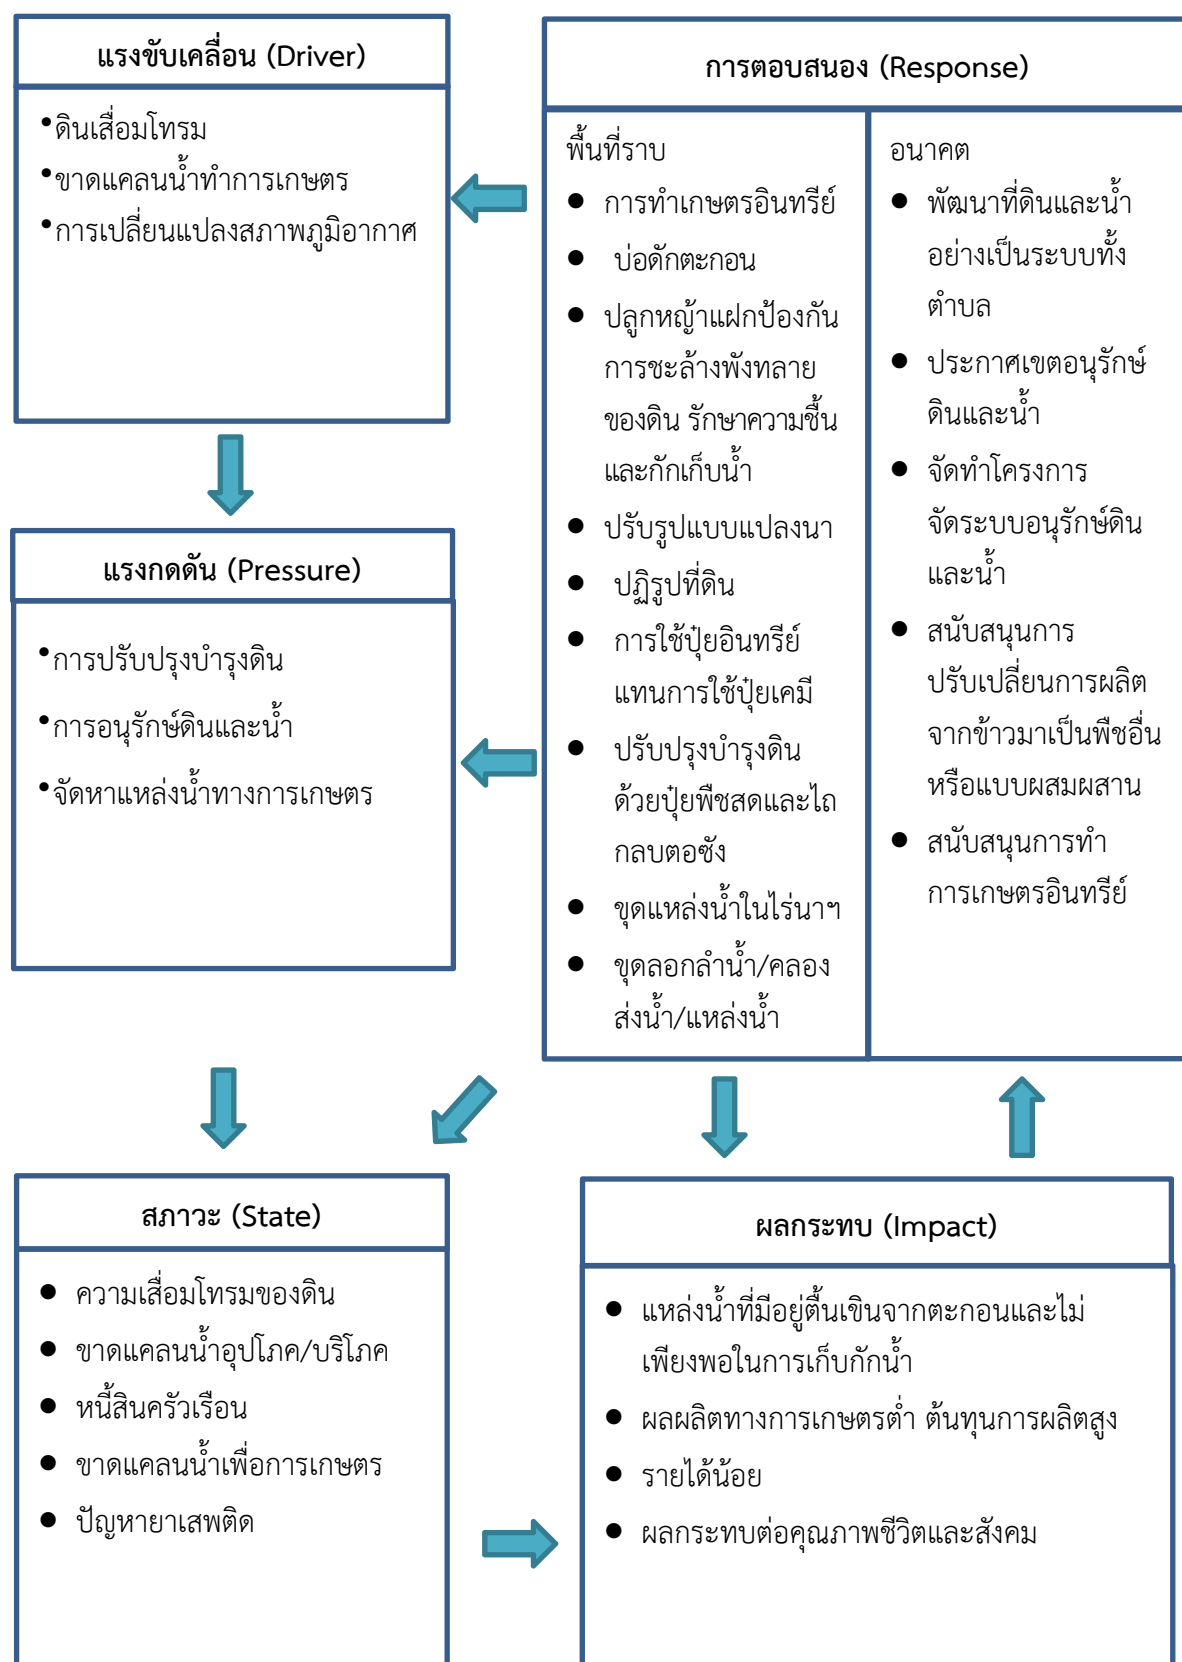 แรงขับเคลื่อน (Driver)
•ดินเสื่อมโทรม
•ขาดแคลนน้ำทำการเกษตร
•การเปลี่ยนแปลงสภาพภูมิอากาศ
การตอบสนอง (Response)
พื้นที่ราบ
● การทำเกษตรอินทรีย์
● บ่อดักตะกอน
● ปลูกหญ้าแฝกป้องกัน
การชะล้างพังทลาย
ของดิน รักษาความชื้น
และกักเก็บน้ำ
● ปรับรูปแบบแปลงนา
● ปฏิรูปที่ดิน
● การใช้ปุ๋ยอินทรีย์
แทนการใช้ปุ๋ยเคมี
● ปรับปรุงบำรุงดิน
ด้วยปุ๋ยพืชสดและไถ
กลบตอซัง
● ขุดแหล่งน้ำในไร่นาฯ
● ขุดลอกลำน้ำ/คลอง
ส่งน้ำ/แหล่งน้ำ
อนาคต
● พัฒนาที่ดินและน้ำ
อย่างเป็นระบบทั้ง
ตำบล
● ประกาศเขตอนุรักษ์
ดินและน้ำ
● จัดทำโครงการ
จัดระบบอนุรักษ์ดิน
และน้ำ
● สนับสนุนการ
ปรับเปลี่ยนการผลิต
จากข้าวมาเป็นพืชอื่น
หรือแบบผสมผสาน
● สนับสนุนการทำ
การเกษตรอินทรีย์
แรงกดดัน (Pressure)
•การปรับปรุงบำรุงดิน
•การอนุรักษ์ดินและน้ำ
•จัดหาแหล่งน้ำทางการเกษตร
สภาวะ (State)
● ความเสื่อมโทรมของดิน
● ขาดแคลนน้ำอุปโภค/บริโภค
● หนี้สินครัวเรือน
● ขาดแคลนน้ำเพื่อการเกษตร
● ปัญหายาเสพติด
ผลกระทบ (Impact)
● แหล่งน้ำที่มีอยู่ตื้นเขินจากตะกอนและไม่
เพียงพอในการเก็บกักน้ำ
● ผลผลิตทางการเกษตรต่ำ ต้นทุนการผลิตสูง
● รายได้น้อย
● ผลกระทบต่อคุณภาพชีวิตและสังคม